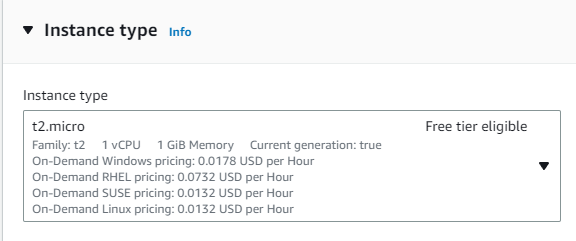 Instance type Info
Instance type
t2.micro Free tier eligible
Family: t2 1 vCPU 1 GiB Memory Current generation: true
On-Demand Windows pricing: 0.0178 USD per Hour
On-Demand RHEL pricing: 0.0732 USD per Hour
On-Demand SUSE pricing: 0.0132 USD per Hour
On-Demand Linux pricing: 0.0132 USD per Hour